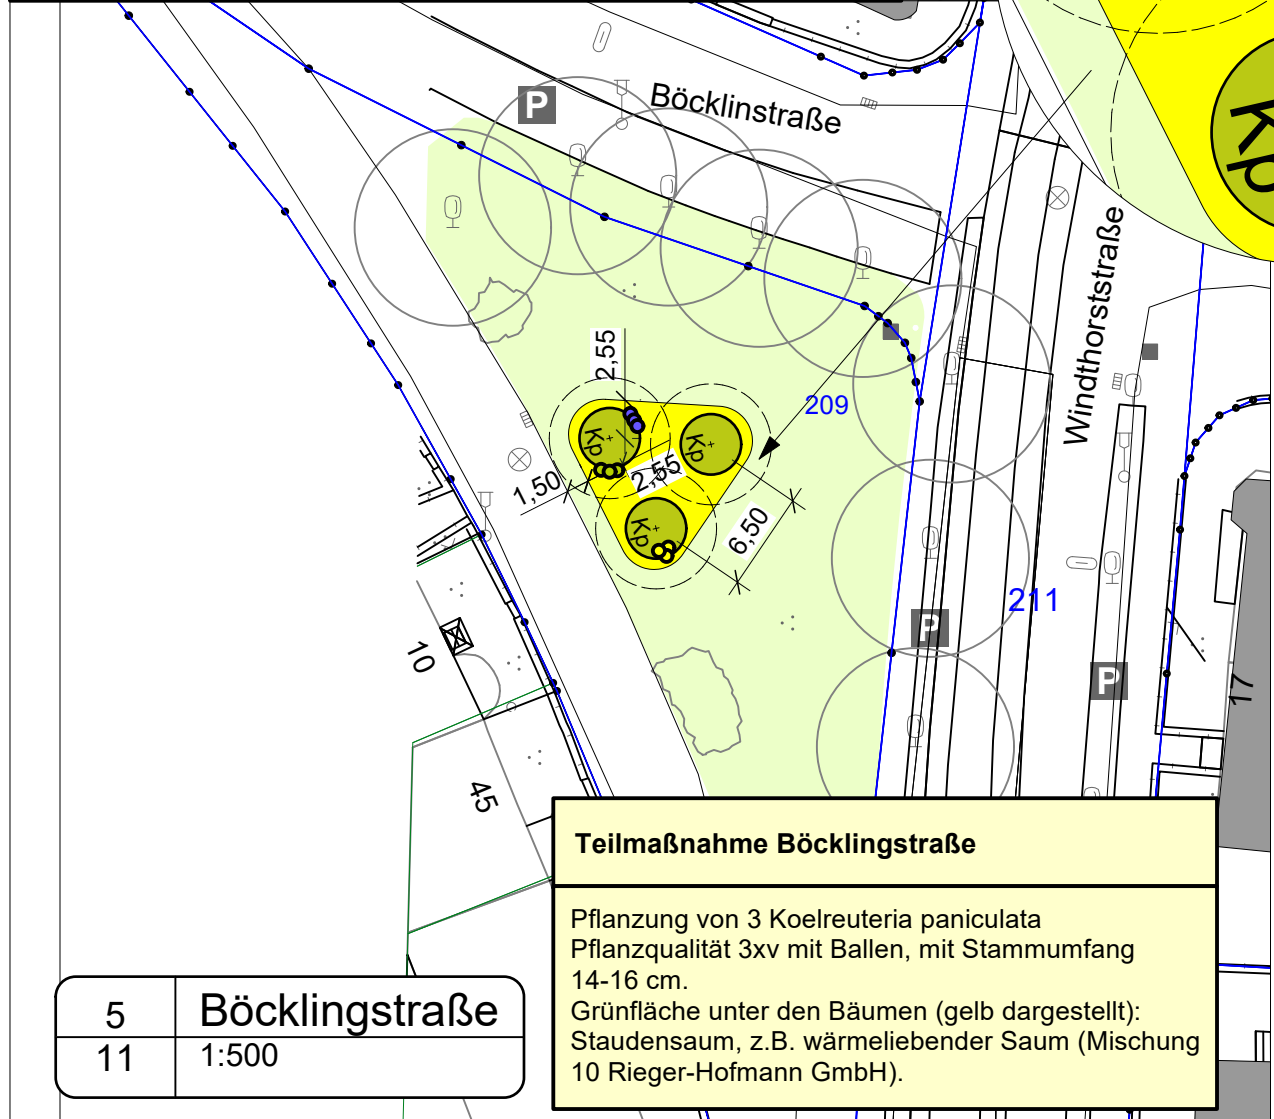 P
Böcklinstraße
Kp
Windthorststraße
2,55
209
Kp
Kp
2,55
1,50
Kp
6,50
211
P
10
P
17
45
Teilmaßnahme Böcklingstraße
Pflanzung von 3 Koelreuteria paniculata
Pflanzqualität 3xv mit Ballen, mit Stammumfang
14-16 cm.
Grünfläche unter den Bäumen (gelb dargestellt):
Staudensaum, z.B. wärmeliebender Saum (Mischung
10 Rieger-Hofmann GmbH).
5 Böcklingstraße
11 1:500